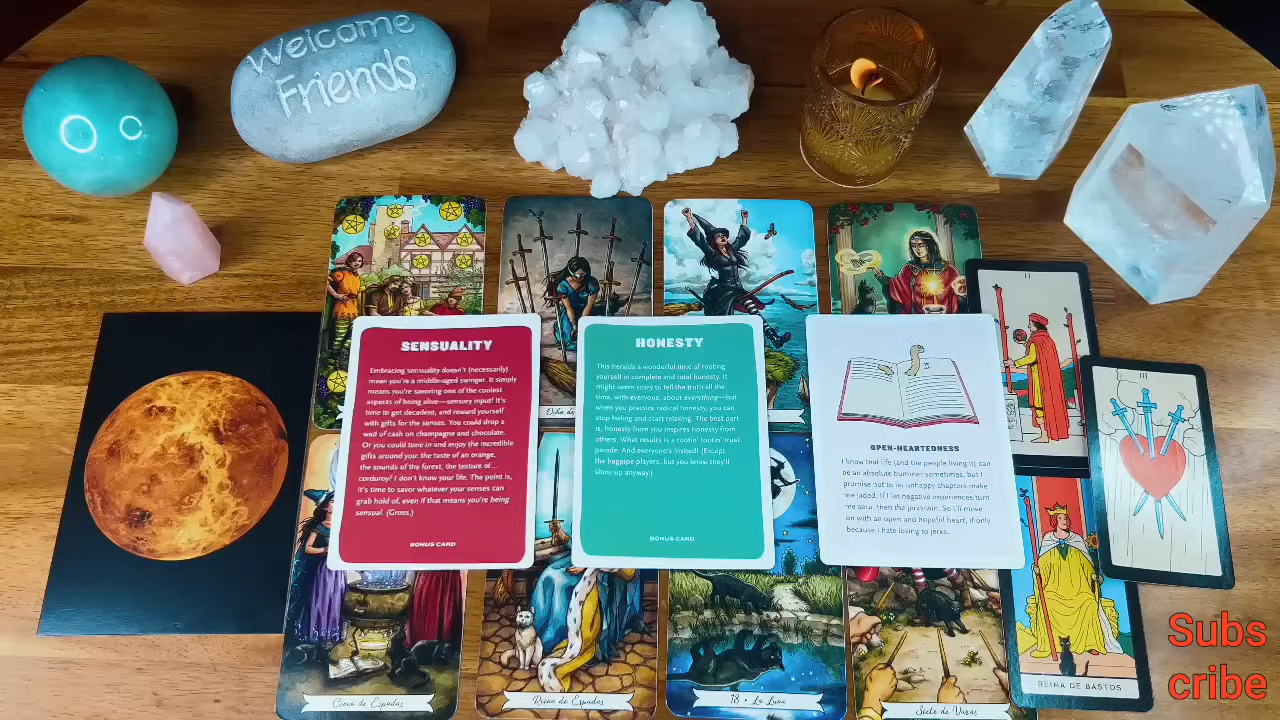 Welcome
Friends
SENSUALITY
Embracing sensuality doesn't (necessarily)
mean you're a middle-aged swinger. It simply
means you're savoring one of the coolest
aspects of being alive—sensory input! It's
time to get decadent, and reward yourself
with gifts for the senses. You could drop a
wad of cash on champagne and chocolate.
Or you could tune in and enjoy the incredible
gifts around you: the taste of an orange,
the sounds of the forest, the texture of...
corduroy? I don't know your life. The point is,
it's time to savor whatever your senses can
grab hold of, even if that means you're being
sensual. (Gross.)
BONUS CARD
HONESTY
This heralds a wonderful time of rooting
yourself in complete and total honesty. It
might seem scary to tell the truth all the
time, with everyone, about everything—but
when you practice radical honesty, you can
stop hiding and start relaxing. The best part
is, honesty from you inspires honesty from
others. What results is a rootin' tootin' trust
parade. And everyone's invited! (Except
the bagpipe players, but you know they'll
show up anyway.)
BONUS CARD
OPEN-HEARTEDNESS
I know that life (and the people living it) can
be an absolute bummer sometimes, but I
promise not to let unhappy chapters make
me jaded. If I let negative experiences turn
me sour, then the jerks win. So I'll move
on with an open and hopeful heart, if only
because I hate losing to jerks.
II
III
Ocho de
Cinco de Espadas
Reina de Espadas
18 • La Luna
Siete de Varas
REINA DE BASTOS
Subs
cribe